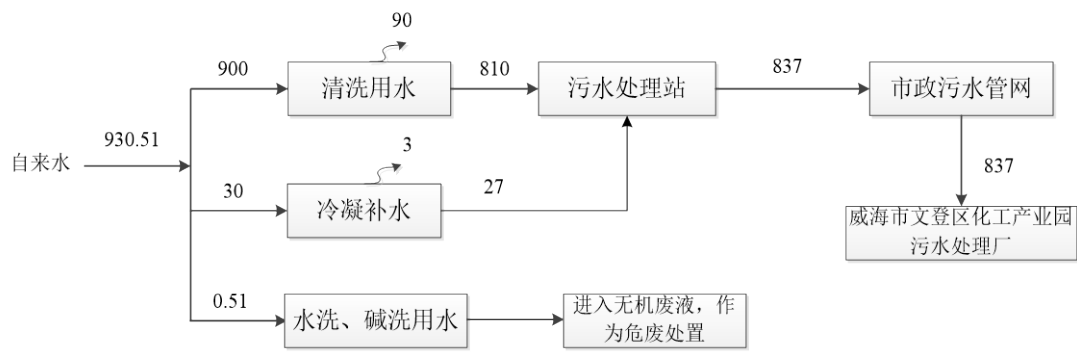 90
900
清洗用水
810
污水处理站
837
市政污水管网
自来水
930.51
3
30
冷凝补水
27
837
威海市文登区化工产业园
污水处理厂
0.51
水洗、碱洗用水
进入无机废液，作
为危废处置